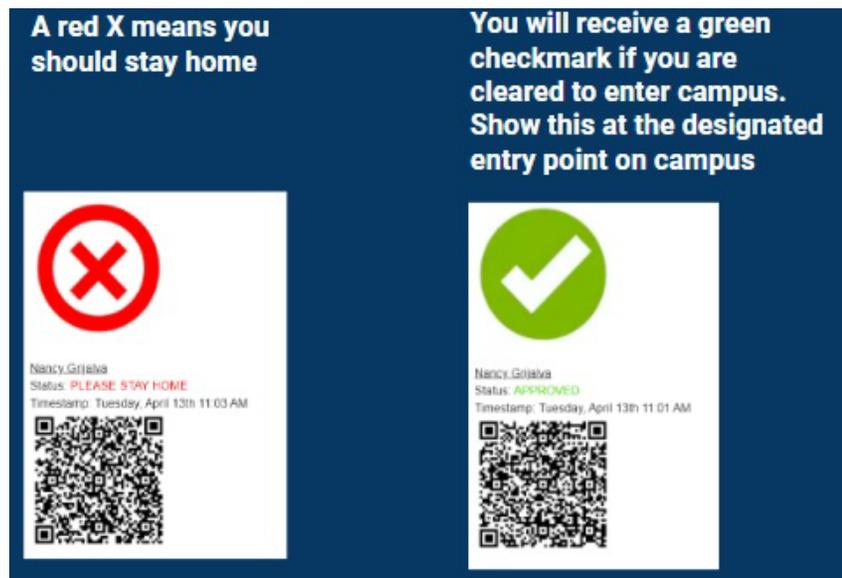 A red X means you
should stay home
Nancy Grijalva
Status: PLEASE STAY HOME
Timestamp: Tuesday, April 13th 11:03 AM
You will receive a green
checkmark if you are
cleared to enter campus.
Show this at the designated
entry point on campus
Nancy Grijalva
Status: APPROVED
Timestamp: Tuesday, April 13th 11:01 AM